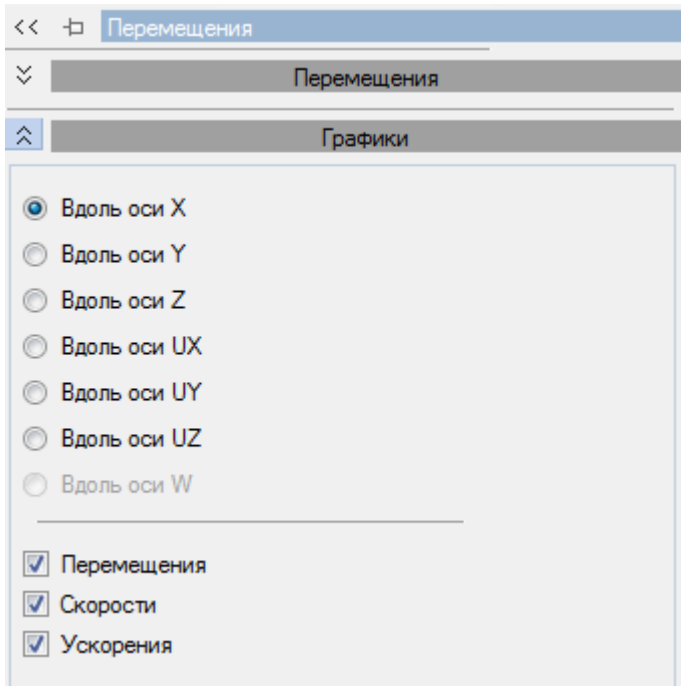 Перемещения
Перемещения
Графики
Вдоль оси X
Вдоль оси Y
Вдоль оси Z
Вдоль оси UX
Вдоль оси UY
Вдоль оси UZ
Вдоль оси W
Перемещения
Скорости
Ускорения